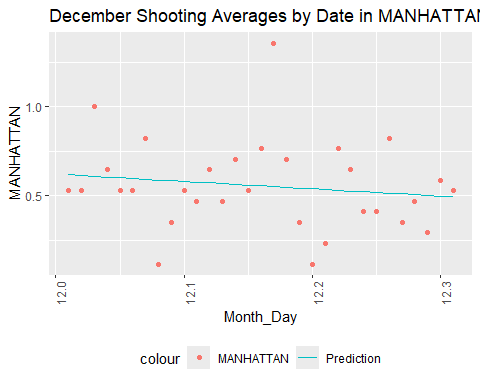 December Shooting Averages by Date in MANHATTAN
MANHATTAN
1.0
0.5
12.0
12.1
12.2
12.3
Month_Day
colour
MANHATTAN
Prediction